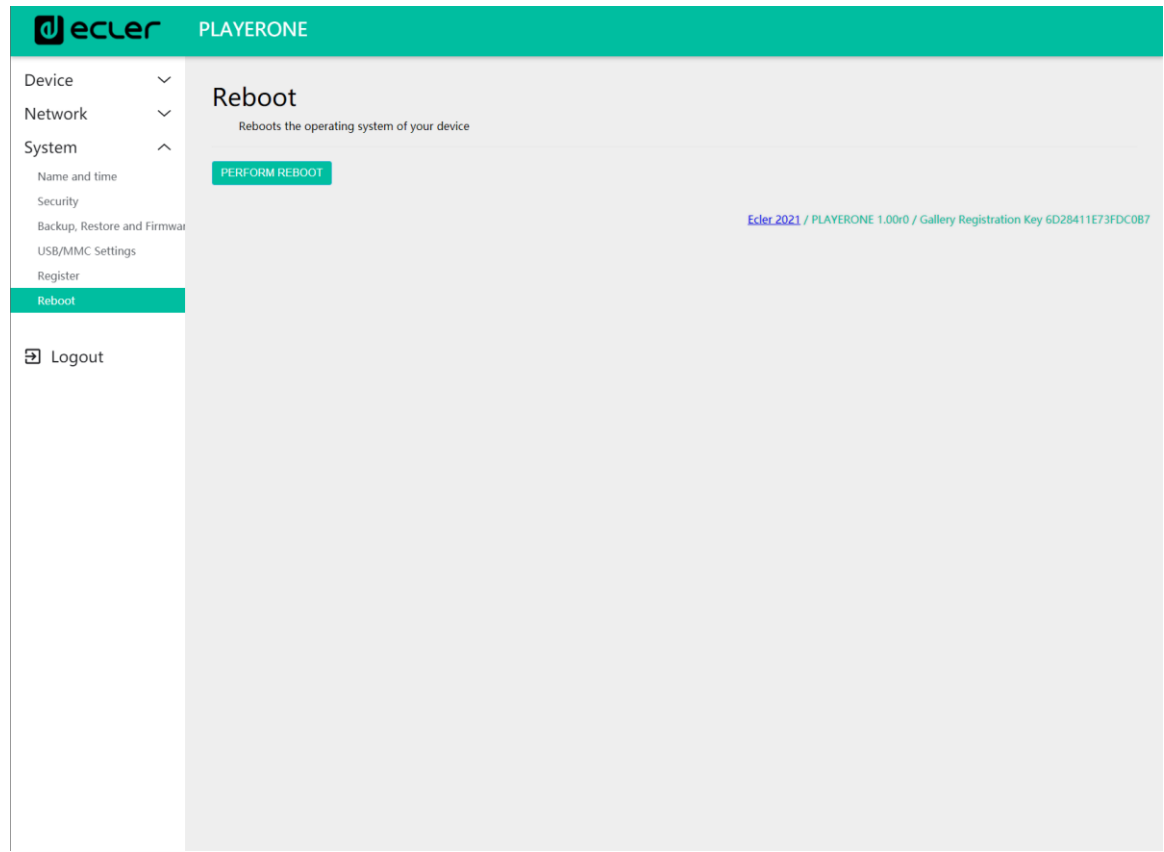 ecler PLAYERONE
Device
Network
System
Name and time
Security
Backup, Restore and Firmwar
USB/MMC Settings
Register
Reboot
Logout
Reboot
Reboots the operating system of your device
PERFORM REBOOT
Ecler 2021 / PLAYERONE 1.00r0 / Gallery Registration Key 6D28411E73FDC0B7